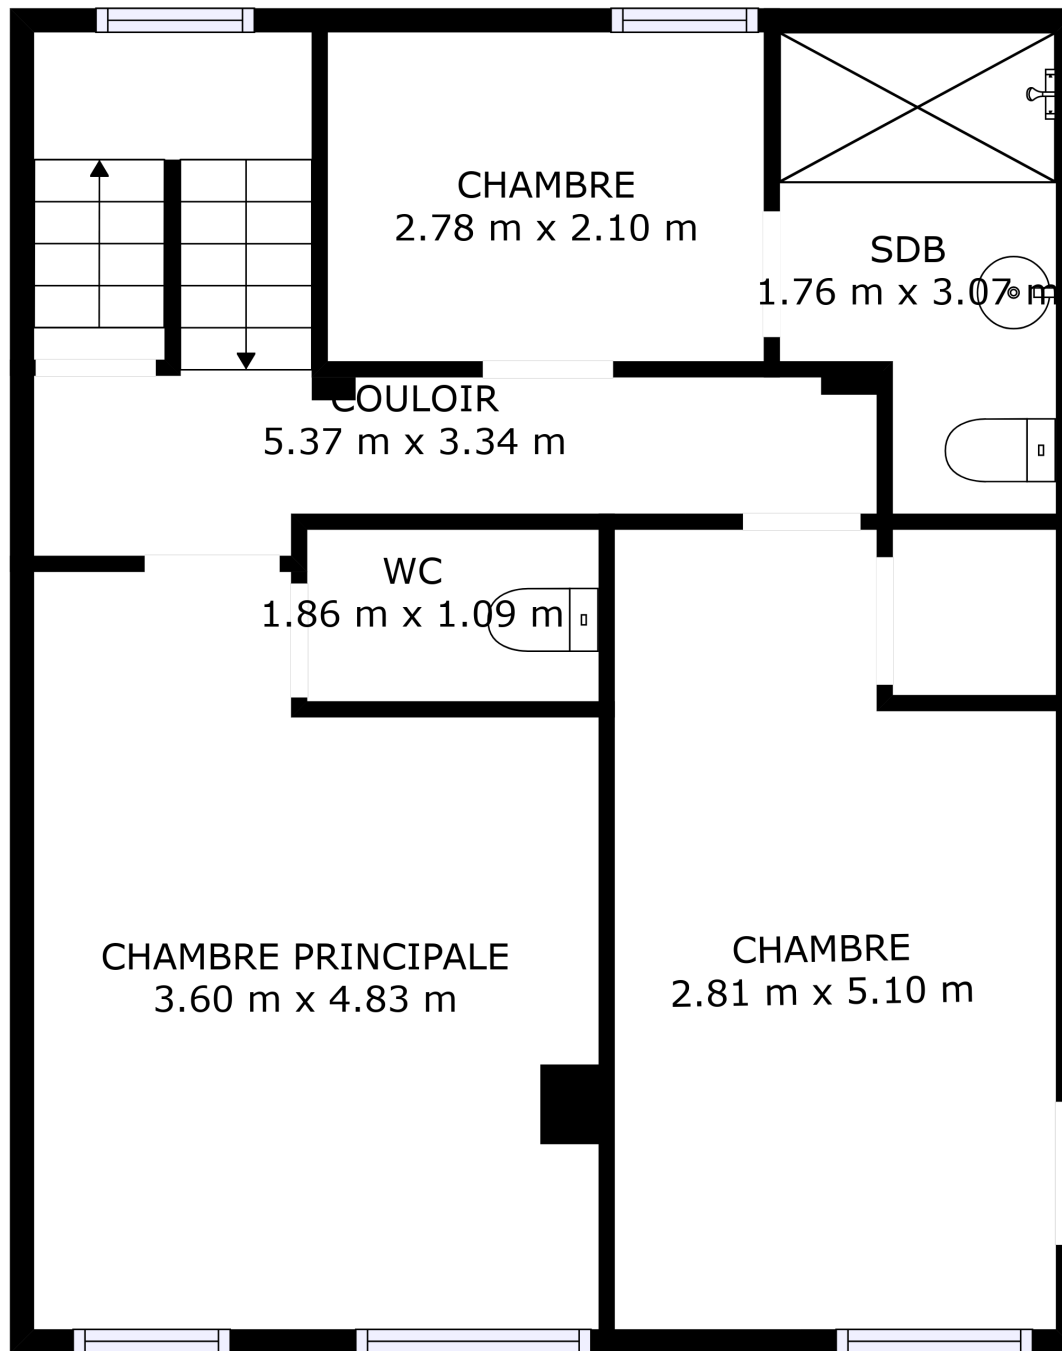 CHAMBRE
2.78 m x 2.10 m
SDB
1.76 m x 3.07 m
COULOIR
5.37 m x 3.34 m
WC
1.86 m x 1.09 m
CHAMBRE PRINCIPALE
3.60 m x 4.83 m
CHAMBRE
2.81 m x 5.10 m